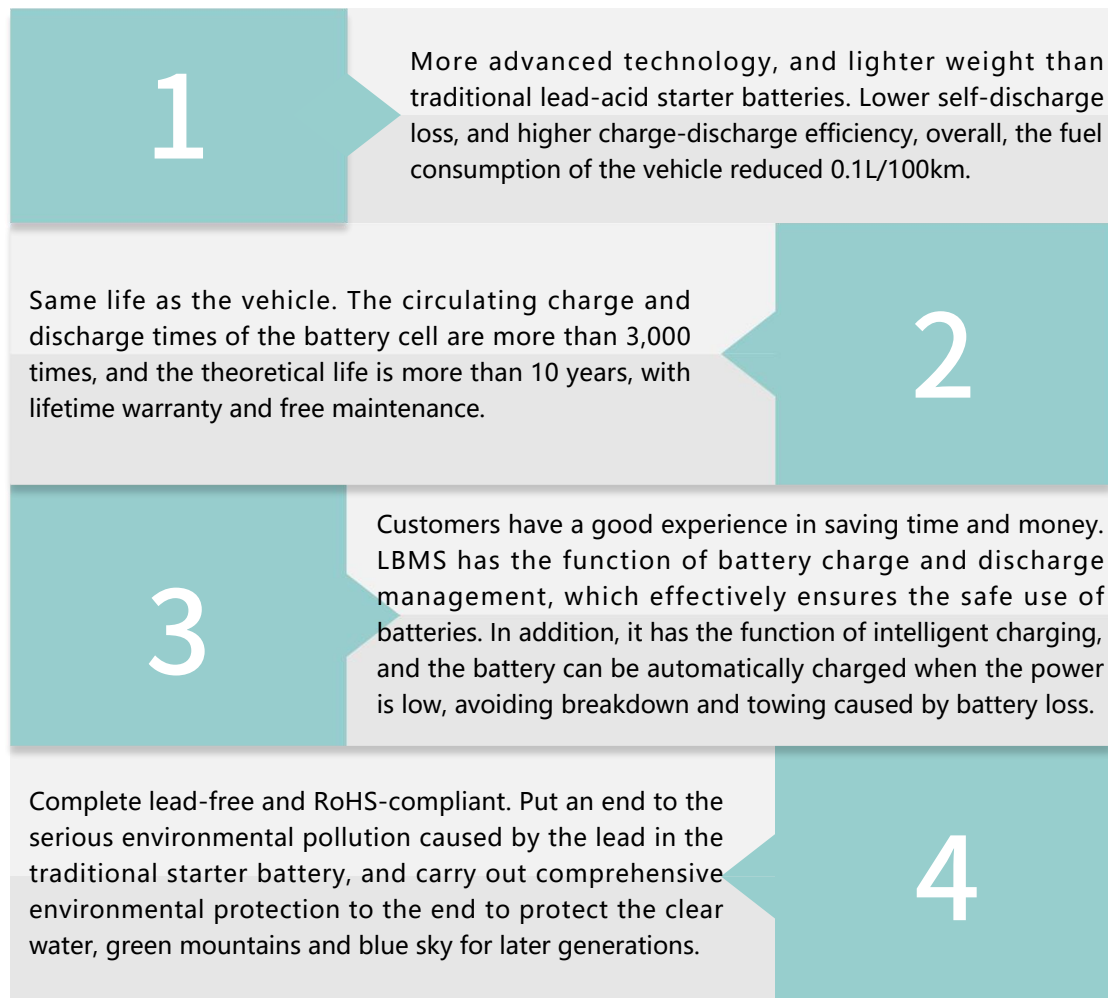 1
More advanced technology, and lighter weight than
traditional lead-acid starter batteries. Lower self-discharge
loss, and higher charge-discharge efficiency, overall, the fuel
consumption of the vehicle reduced 0.1L/100km.
Same life as the vehicle. The circulating charge and
discharge times of the battery cell are more than 3,000
times, and the theoretical life is more than 10 years, with
lifetime warranty and free maintenance.
2
3
Customers have a good experience in saving time and money.
LBMS has the function of battery charge and discharge
management, which effectively ensures the safe use of
batteries. In addition, it has the function of intelligent charging,
and the battery can be automatically charged when the power
is low, avoiding breakdown and towing caused by battery loss.
Complete lead-free and RoHS-compliant. Put an end to the
serious environmental pollution caused by the lead in the
traditional starter battery, and carry out comprehensive
environmental protection to the end to protect the clear
water, green mountains and blue sky for later generations.
4